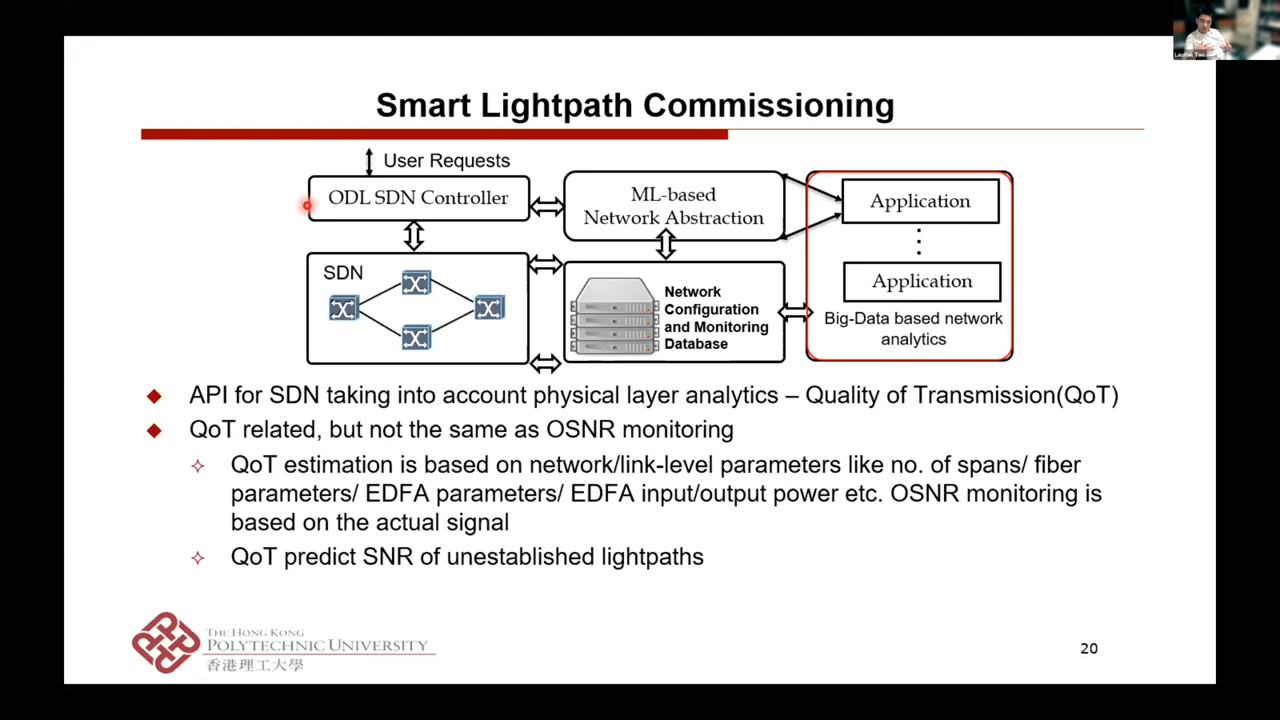 Smart Lightpath Commissioning
User Requests
ODL SDN Controller
ML-based
Network Abstraction
Application
Application
Big-Data based network
analytics
SDN
Network
Configuration
and Monitoring
Database
API for SDN taking into account physical layer analytics – Quality of Transmission(QoT)
QoT related, but not the same as OSNR monitoring
QoT estimation is based on network/link-level parameters like no. of spans/ fiber
parameters/ EDFA parameters/ EDFA input/output power etc. OSNR monitoring is
based on the actual signal
QoT predict SNR of unestablished lightpaths
THE HONG KONG
POLYTECHNIC UNIVERSITY
香港理工大學
20